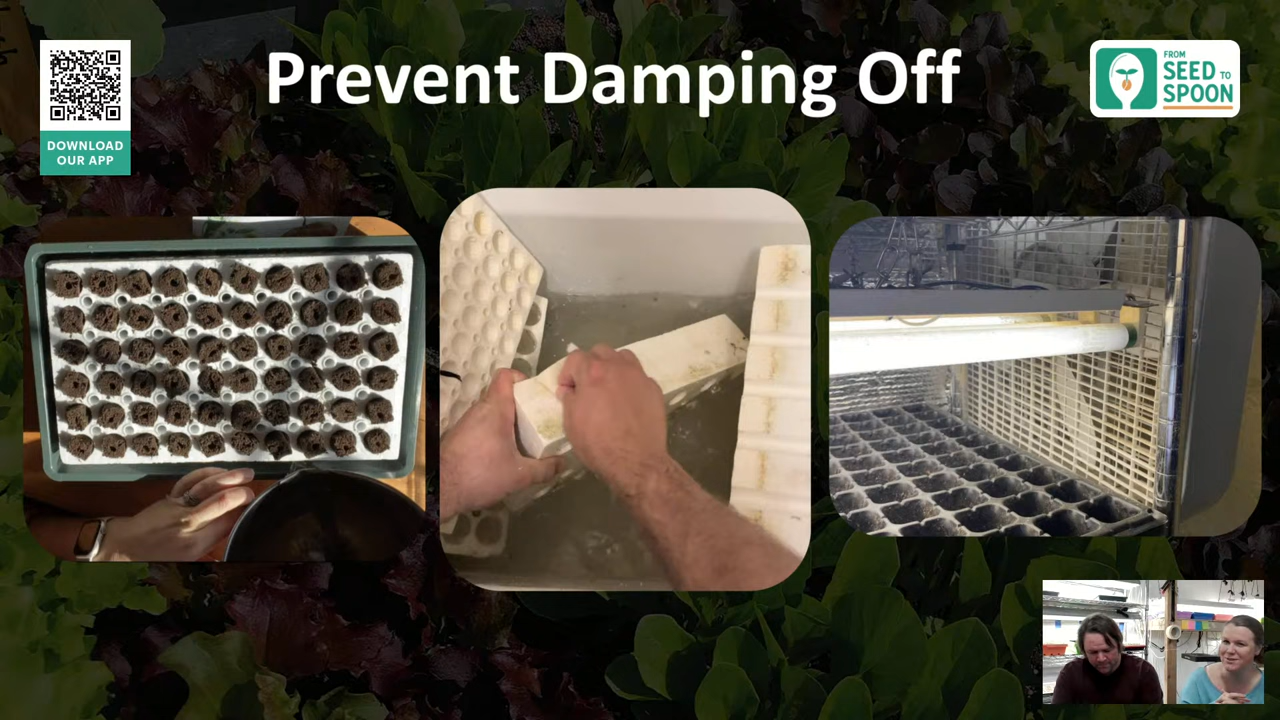 Prevent Damping Off
DOWNLOAD
OUR APP
FROM
SEED TO
SPOON